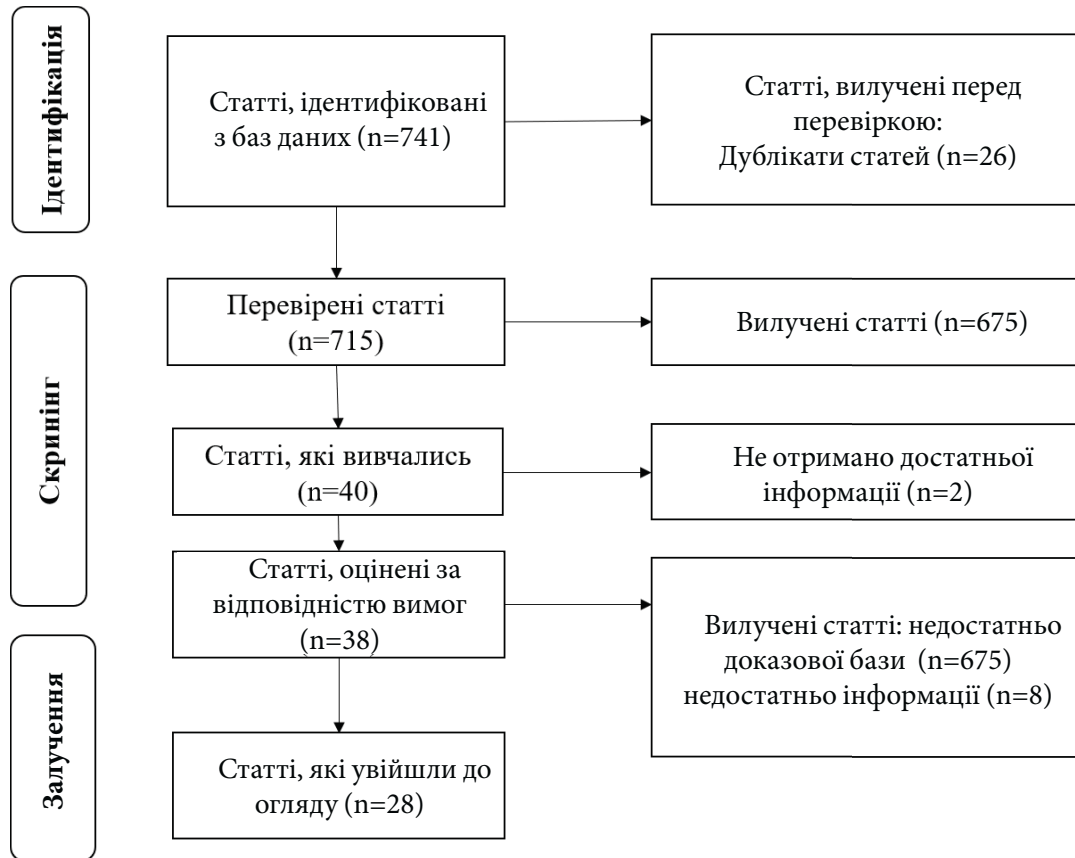 Ідентифікація
Статті, ідентифіковані
з баз даних (n=741)
Статті, вилучені перед
перевіркою:
Дублікати статей (n=26)
Скринінг
Перевірені статті
(n=715)
Вилучені статті (n=675)
Статті, які вивчались
(n=40)
Не отримано достатньої
інформації (n=2)
Статті, оцінені за
відповідністю вимог
(n=38)
Вилучені статті: недостатньо
доказової бази (n=675)
недостатньо інформації (n=8)
Залучення
Статті, які увійшли до
огляду (n=28)